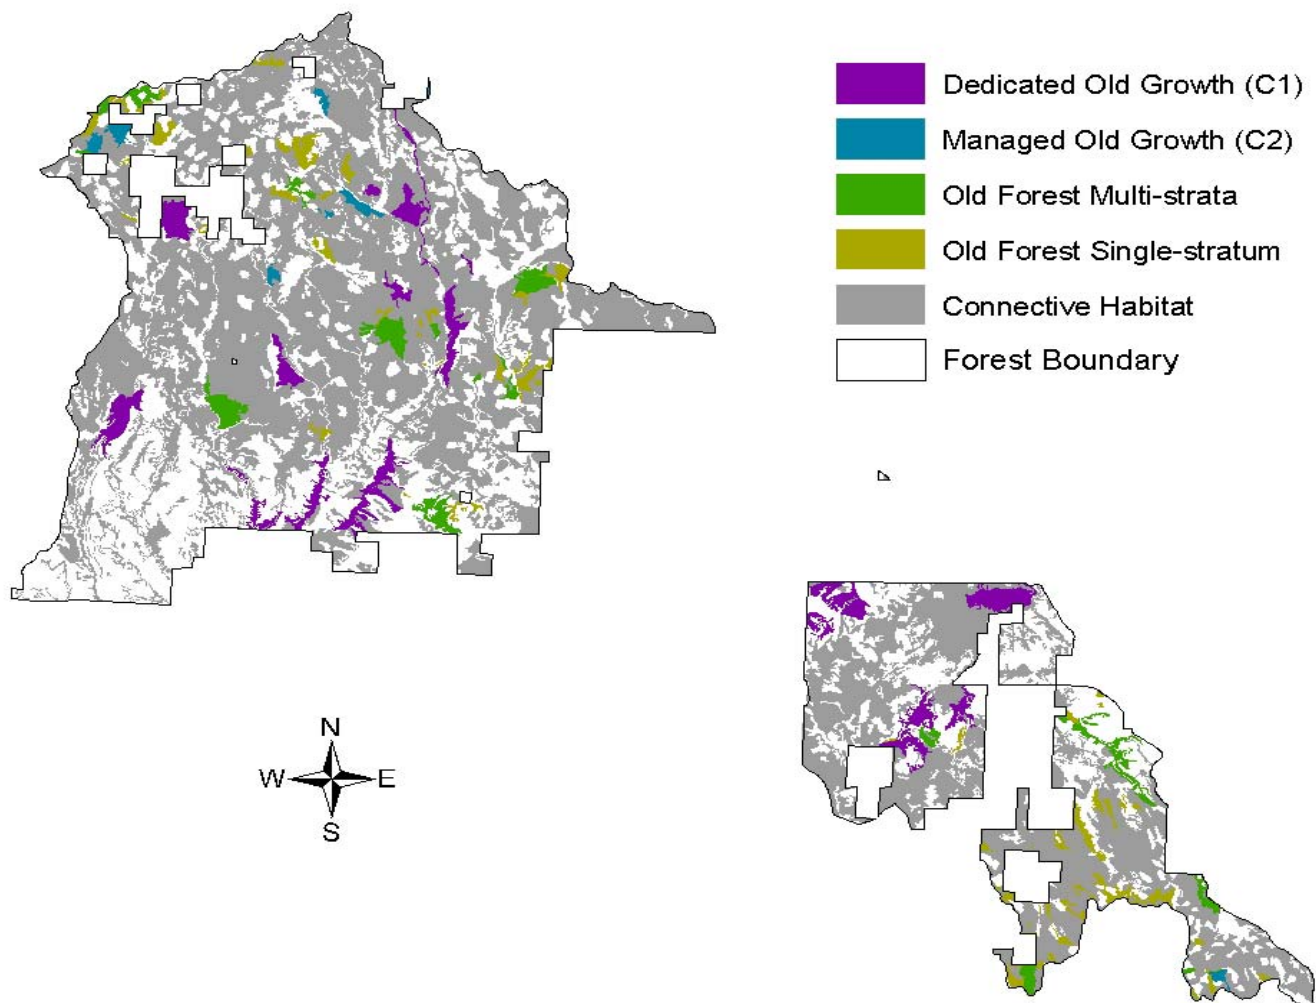 Dedicated Old Growth (C1)
Managed Old Growth (C2)
Old Forest Multi-strata
Old Forest Single-stratum
Connective Habitat
Forest Boundary
N
W E
S